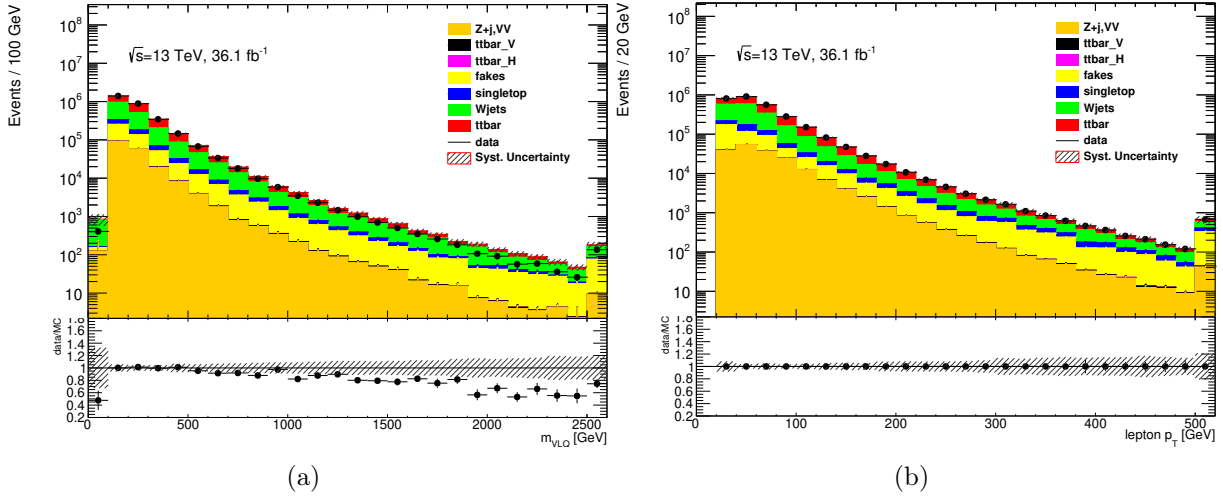 Events / 100 GeV
10⁸
10⁷
10⁶
10⁵
10⁴
10³
10²
10
√s=13 TeV, 36.1 fb⁻¹
Z+j,VV
ttbar_V
ttbar_H
fakes
singletop
Wjets
ttbar
data
Syst. Uncertainty
data/MC
1.8
1.6
1.4
1.2
1
0.8
0.6
0.4
0.2
0 500 1000 1500 2000 2500
m_VLQ [GeV]
(a)
Events / 20 GeV
10⁸
10⁷
10⁶
10⁵
10⁴
10³
10²
10
√s=13 TeV, 36.1 fb⁻¹
Z+j,VV
ttbar_V
ttbar_H
fakes
singletop
Wjets
ttbar
data
Syst. Uncertainty
data/MC
1.8
1.6
1.4
1.2
1
0.8
0.6
0.4
0.2
0 100 200 300 400 500
lepton p_T [GeV]
(b)